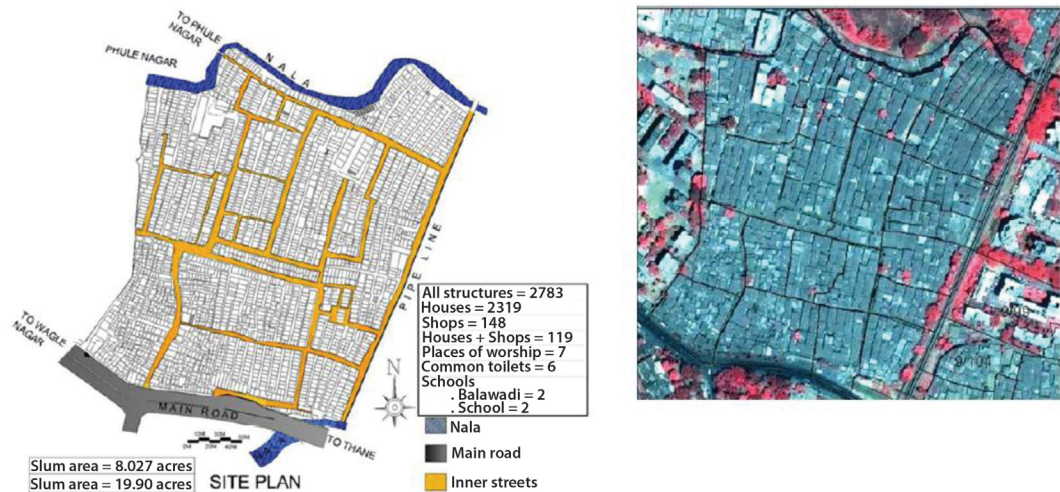 TO PHULE
NAGAR
PHULE NAGAR
NALA
PIPE LINE
All structures = 2783
Houses = 2319
Shops = 148
Houses + Shops = 119
Places of worship = 7
Common toilets = 6
Schools
. Balawadi = 2
. School = 2
TO WAGLE
NAGAR
N
MAIN ROAD
TO THANE
Nala
Main road
Inner streets
Slum area = 8.027 acres
Slum area = 19.90 acres
SITE PLAN
9/104